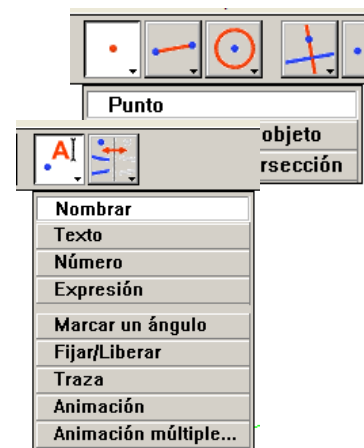 Punto
objeto
rsección
A
Nombrar
Texto
Número
Expresión
Marcar un ángulo
Fijar/Liberar
Traza
Animación
Animación múltiple...